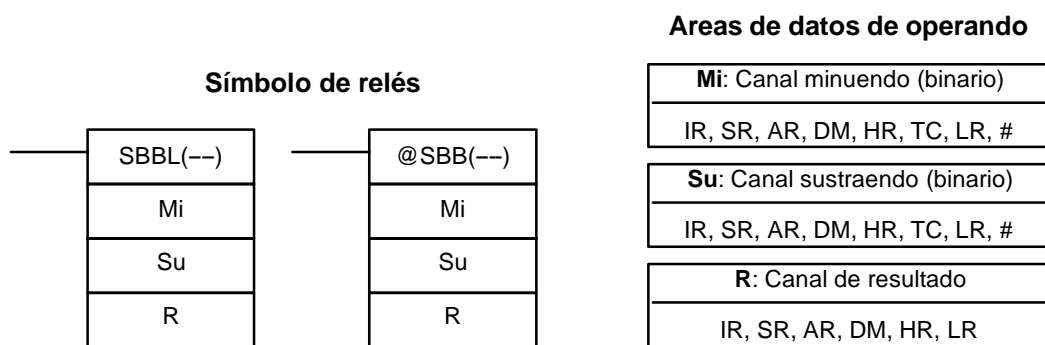 Areas de datos de operando
Símbolo de relés
Mi: Canal minuendo (binario)
IR, SR, AR, DM, HR, TC, LR, #
Su: Canal sustraendo (binario)
IR, SR, AR, DM, HR, TC, LR, #
R: Canal de resultado
IR, SR, AR, DM, HR, LR
SBBL(––)
Mi
Su
R
@SBB(–––)
Mi
Su
R